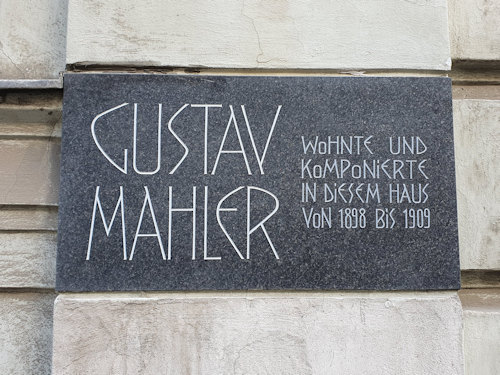 GUSTAV
MAHLER
WOHNTE UND
KOMPONIERTE
IN DIESEM HAUS
VON 1898 BIS 1909